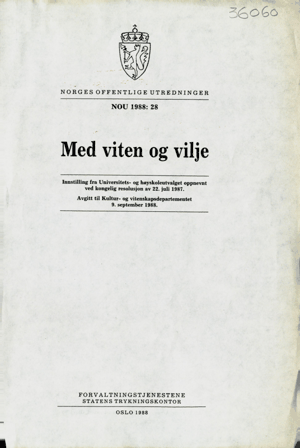 36060
NORGES OFFENTLIGE UTREDNINGER
NOU 1988: 28
Med viten og vilje
Innstilling fra Universitets- og høyskoleutvalget oppnevnt
ved kongelig resolusjon av 22. juli 1987.
Avgitt til Kultur- og vitenskapsdepartementet
9. september 1988.
FORVALTNINGSTJENESTENE
STATENS TRYKNINGSKONTOR
OSLO 1988